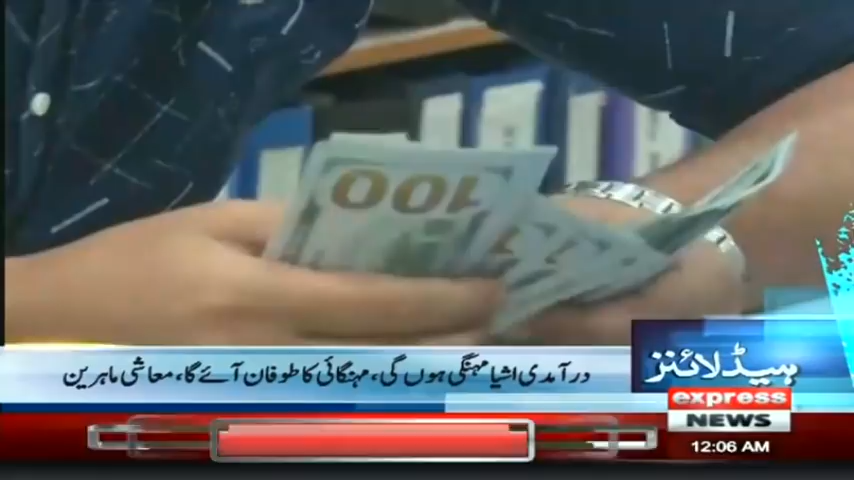 100
درآمدی اشیا مہنگی ہوں گی، مہنگائی کا طوفان آئے گا، معاشی ماہرین
ہیڈلائنز
express
NEWS
12:06 AM